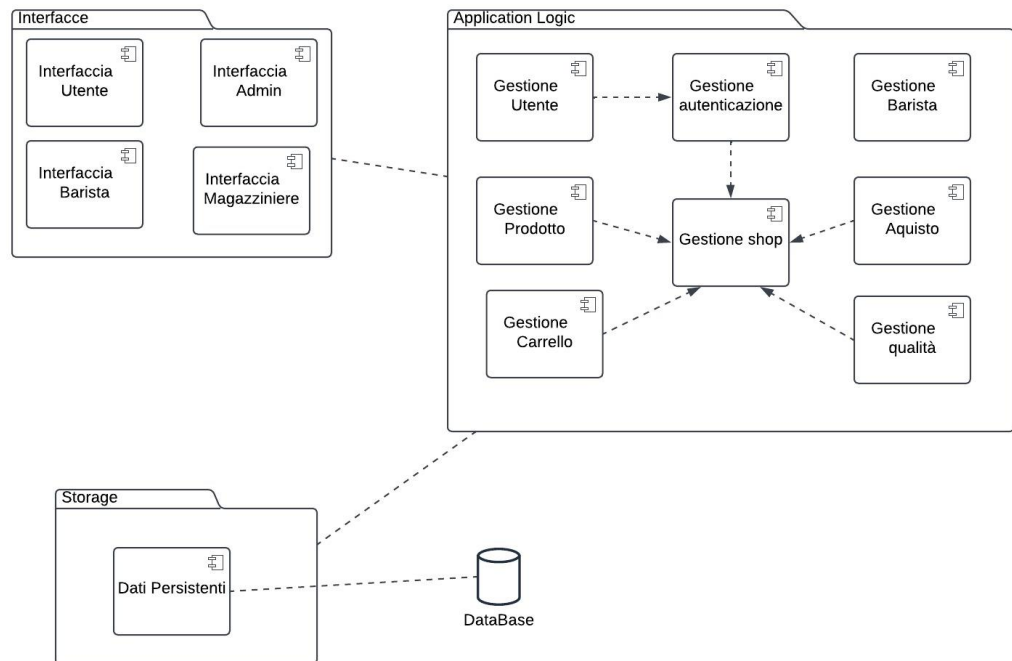 Interfacce
Interfaccia
Utente
Interfaccia
Admin
Interfaccia
Barista
Interfaccia
Magazziniere
Application Logic
Gestione
Utente
Gestione
autenticazione
Gestione
Barista
Gestione
Prodotto
Gestione shop
Gestione
Aquisto
Gestione
Carrello
Gestione
qualità
Storage
Dati Persistenti
DataBase